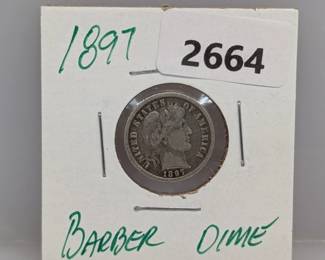 1897
2664
UNITED STATES OF AMERICA
1897
BARBER DIME